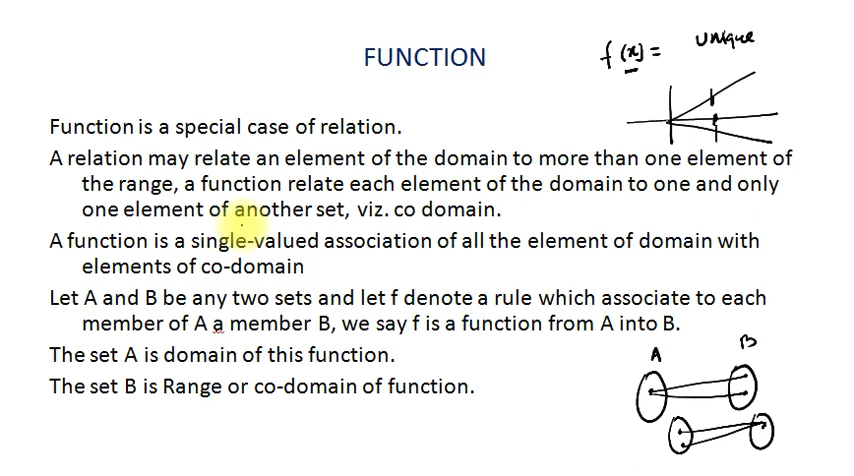 FUNCTION
f (x) =
unique
Function is a special case of relation.
A relation may relate an element of the domain to more than one element of
the range, a function relate each element of the domain to one and only
one element of another set, viz. co domain.
A function is a single-valued association of all the element of domain with
elements of co-domain
Let A and B be any two sets and let f denote a rule which associate to each
member of A a member B, we say f is a function from A into B.
The set A is domain of this function.
The set B is Range or co-domain of function.
A
B